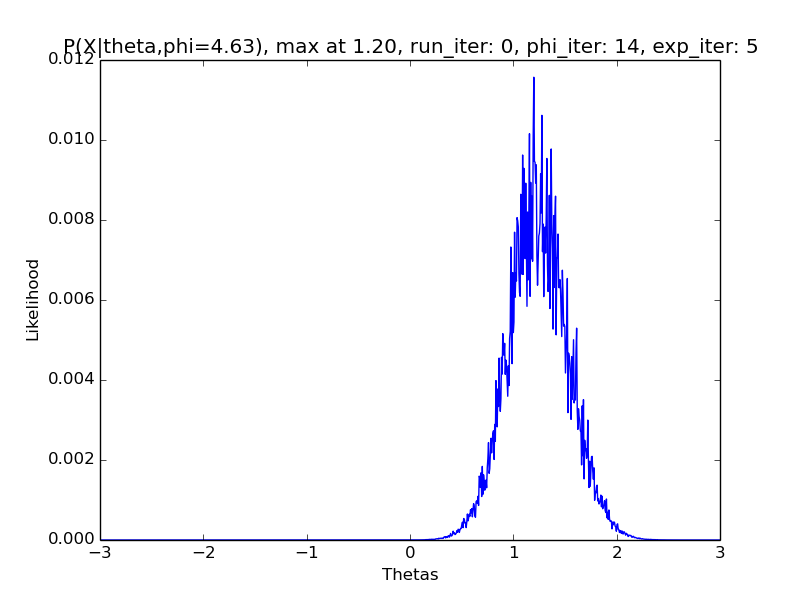 P(X|theta,phi=4.63), max at 1.20, run_iter: 0, phi_iter: 14, exp_iter: 5
0.012
0.010
0.008
0.006
0.004
0.002
0.000
Likelihood
−3 −2 −1 0 1 2 3
Thetas